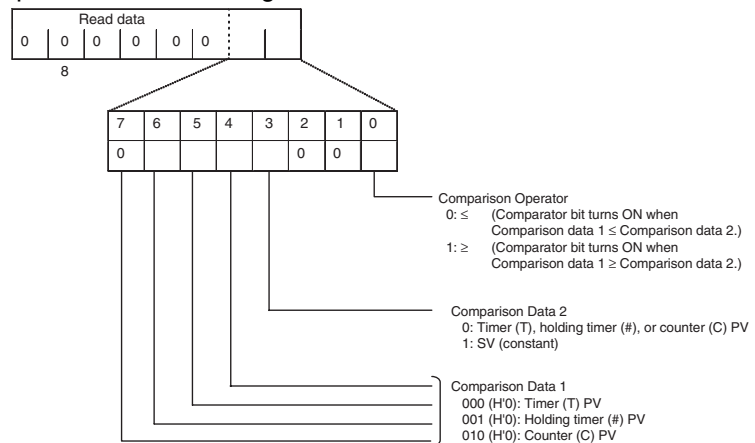 Read data
0 0 0 0 0 0
8
7 6 5 4 3 2 1 0
0 0 0
Comparison Operator
0: ≤ (Comparator bit turns ON when
Comparison data 1 ≤ Comparison data 2.)
1: ≥ (Comparator bit turns ON when
Comparison data 1 ≥ Comparison data 2.)
Comparison Data 2
0: Timer (T), holding timer (#), or counter (C) PV
1: SV (constant)
Comparison Data 1
000 (H'0): Timer (T) PV
001 (H'0): Holding timer (#) PV
010 (H'0): Counter (C) PV